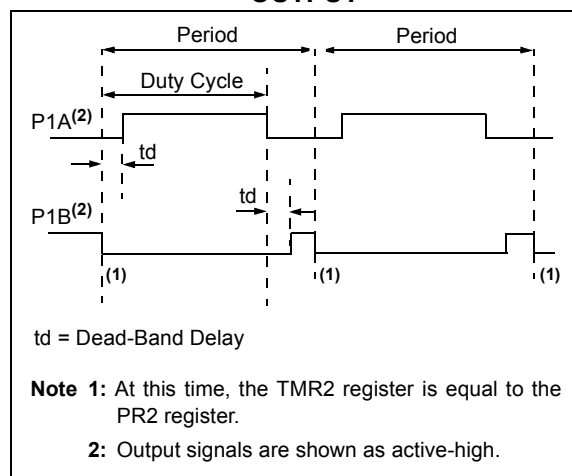 OUTPUT
Period Period
Duty Cycle
P1A(2)
td
td
P1B(2)
(1) (1) (1)
td = Dead-Band Delay
Note 1: At this time, the TMR2 register is equal to the
PR2 register.
2: Output signals are shown as active-high.